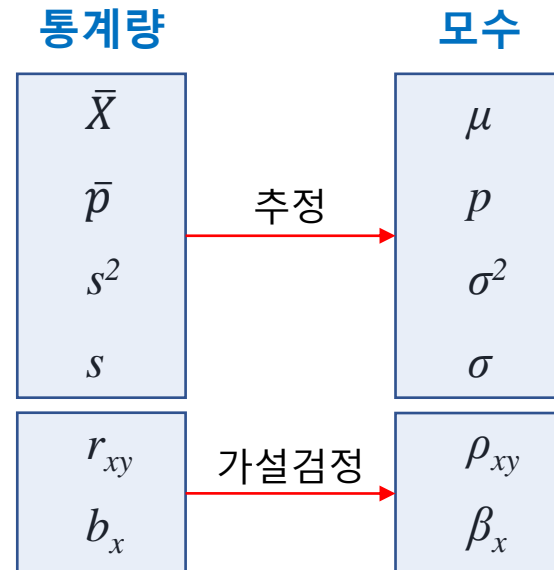 통계량 모수
X̄ μ
p̄ 추정 p
s² σ²
s σ
r_xy 가설검정 ρ_xy
b_x β_x